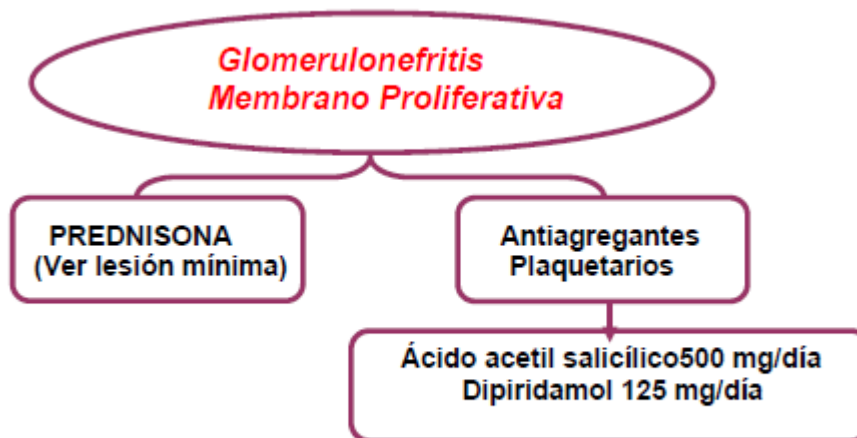 Glomerulonefritis
Membrano Proliferativa
PREDNISONA
(Ver lesión mínima)
Antiagregantes
Plaquetarios
Ácido acetil salicílico500 mg/día
Dipiridamol 125 mg/día